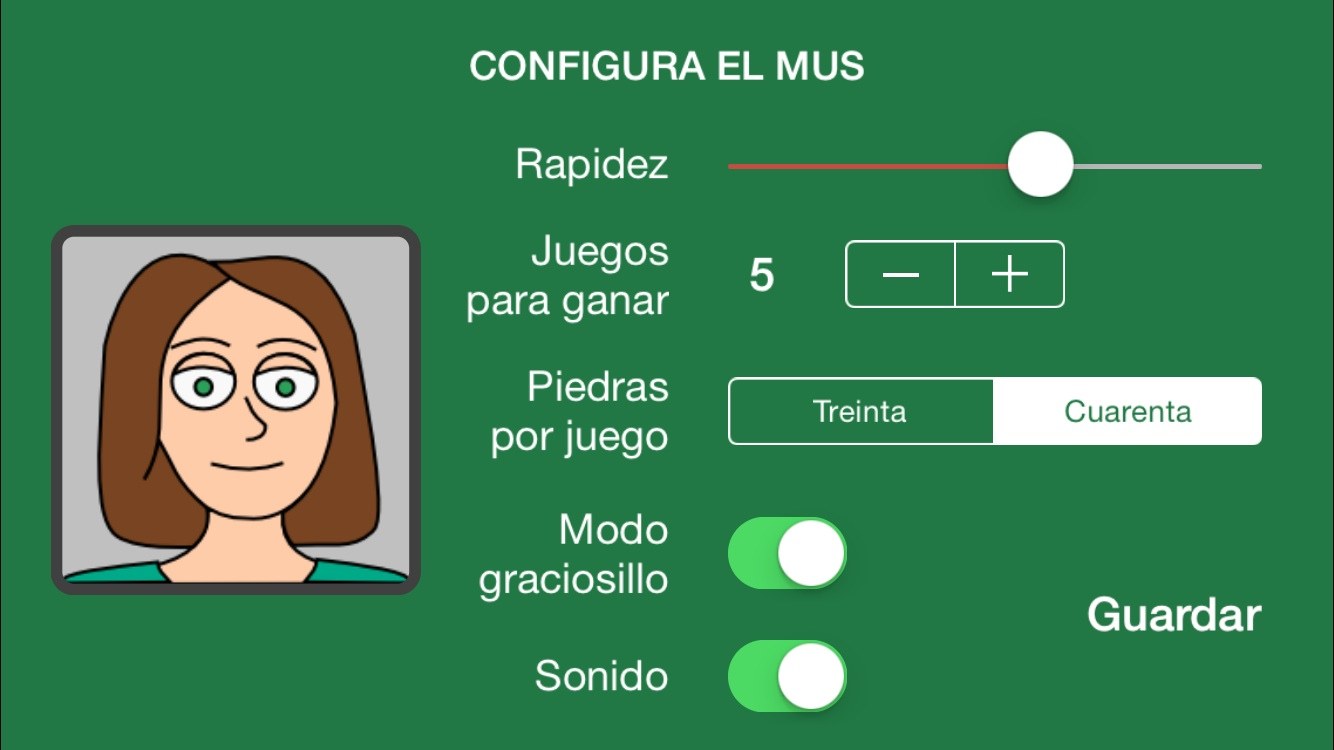 CONFIGURA EL MUS
Rapidez
Juegos
para ganar
5
Piedras
por juego
Treinta
Cuarenta
Modo
graciosillo
Guardar
Sonido